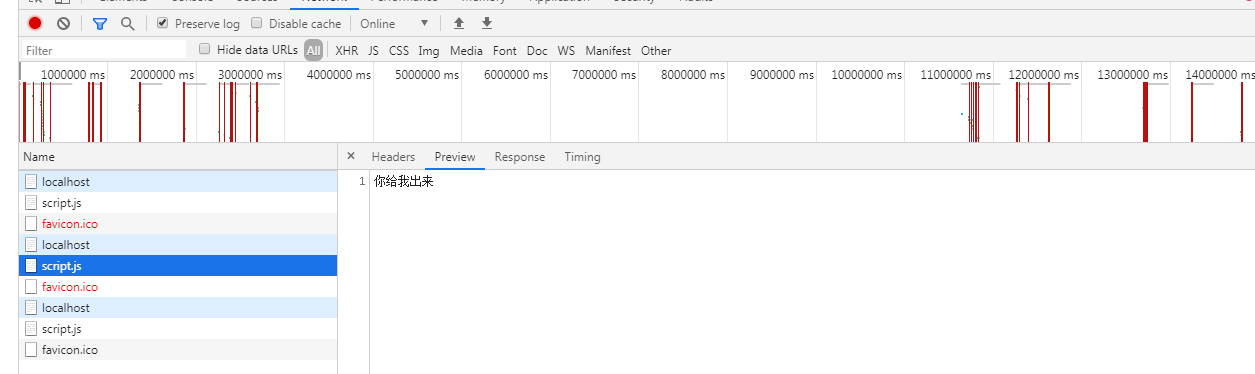 Preserve log Disable cache Online
Filter Hide data URLs All XHR JS CSS Img Media Font Doc WS Manifest Other
1000000 ms 2000000 ms 3000000 ms 4000000 ms 5000000 ms 6000000 ms 7000000 ms 8000000 ms 9000000 ms 10000000 ms 11000000 ms 12000000 ms 13000000 ms 14000000 ms
Name × Headers Preview Response Timing
localhost 1 你给我出来
script.js
favicon.ico
localhost
script.js
favicon.ico
localhost
script.js
favicon.ico